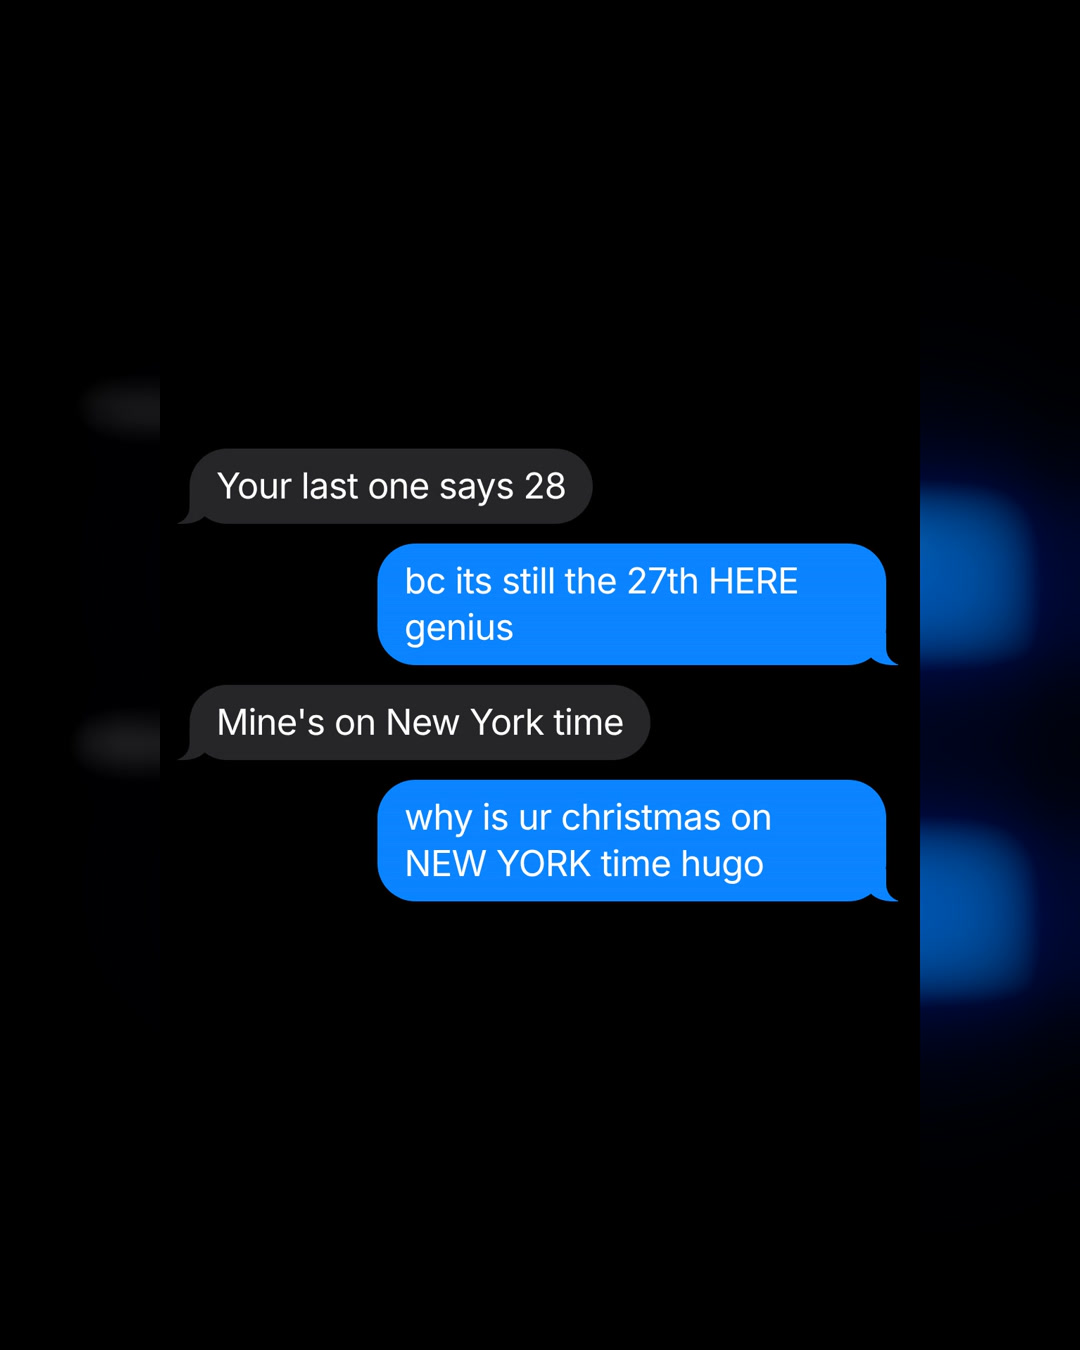 Your last one says 28
bc its still the 27th HERE
genius
Mine's on New York time
why is ur christmas on
NEW YORK time hugo